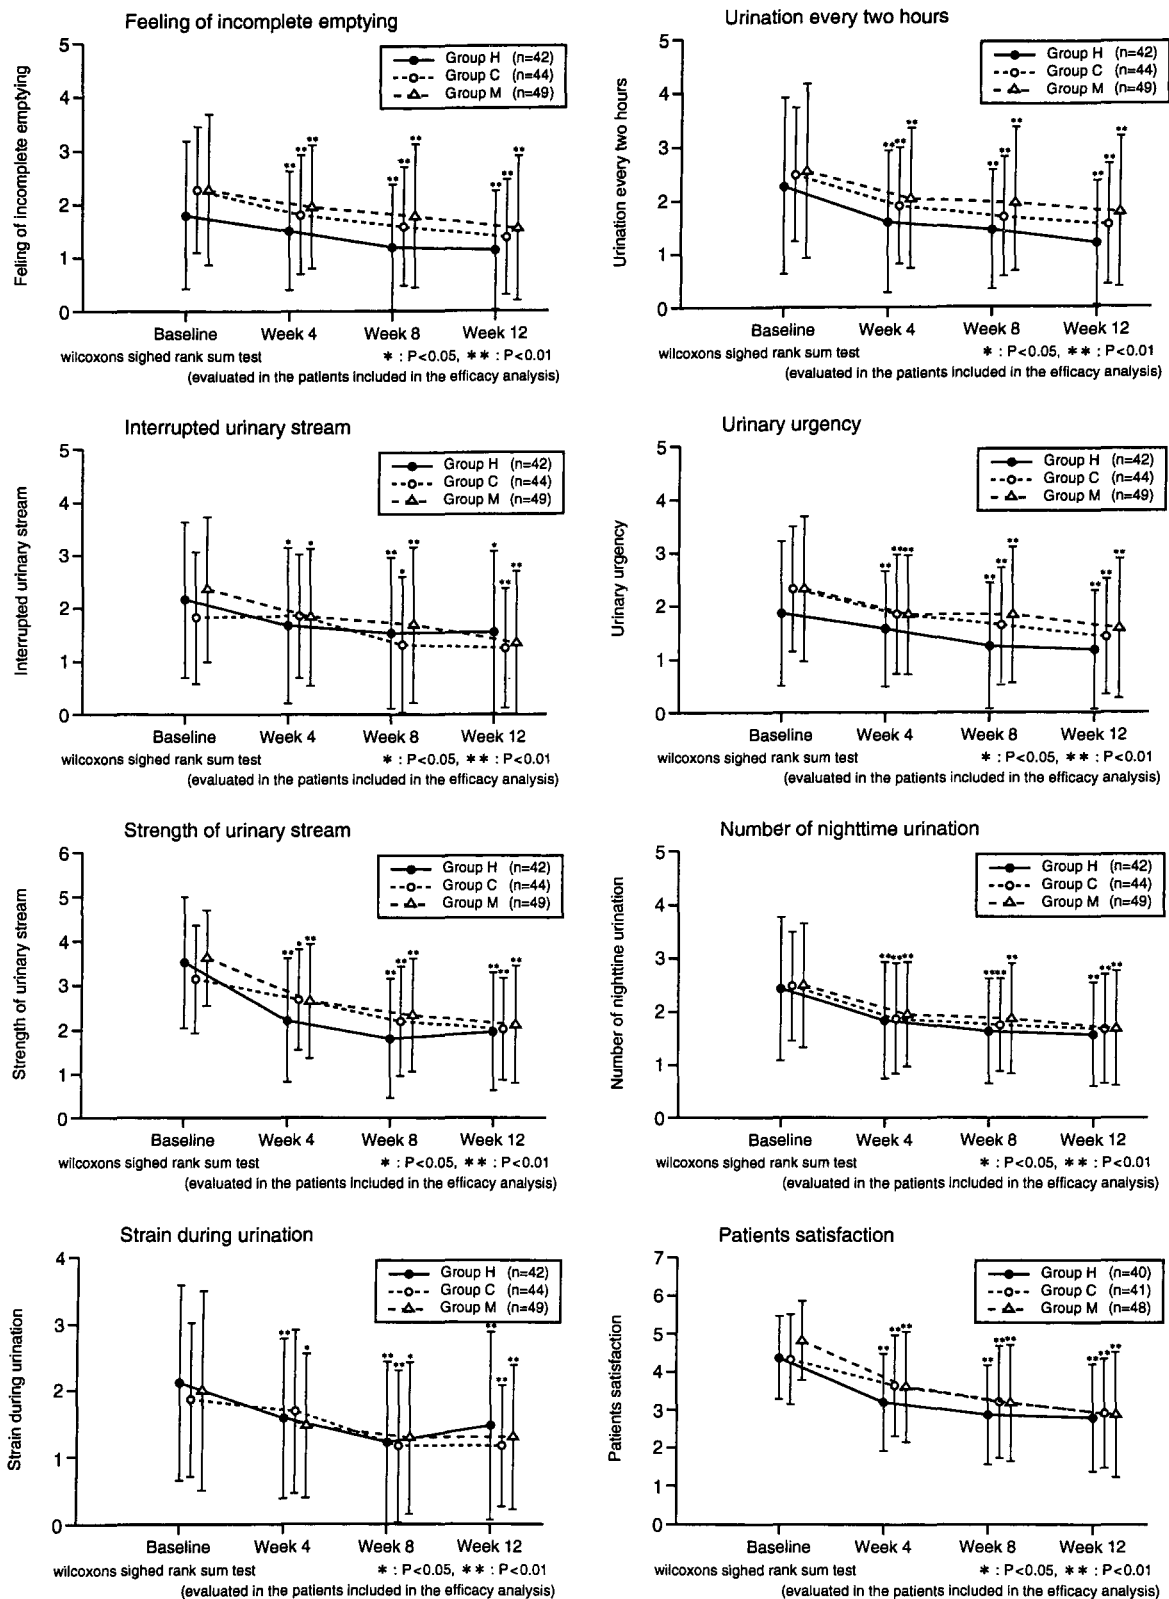 Feeling of incomplete emptying
Feling of incomplete emptying
5
4
3
2
1
0
Group H (n=42)
Group C (n=44)
Group M (n=49)
** ** **
** ** **
** ** **
Baseline Week 4 Week 8 Week 12
wilcoxons sighed rank sum test * : P<0.05, ** : P<0.01
(evaluated in the patients included in the efficacy analysis)
Urination every two hours
Urination every two hours
5
4
3
2
1
0
Group H (n=42)
Group C (n=44)
Group M (n=49)
** ** **
** ** **
** ** **
Baseline Week 4 Week 8 Week 12
wilcoxons sighed rank sum test * : P<0.05, ** : P<0.01
(evaluated in the patients included in the efficacy analysis)
Interrupted urinary stream
Interrupted urinary stream
5
4
3
2
1
0
Group H (n=42)
Group C (n=44)
Group M (n=49)
* *
** * **
* ** **
Baseline Week 4 Week 8 Week 12
wilcoxons sighed rank sum test * : P<0.05, ** : P<0.01
(evaluated in the patients included in the efficacy analysis)
Urinary urgency
Urinary urgency
5
4
3
2
1
0
Group H (n=42)
Group C (n=44)
Group M (n=49)
** ** **
** ** **
** ** **
Baseline Week 4 Week 8 Week 12
wilcoxons sighed rank sum test * : P<0.05, ** : P<0.01
(evaluated in the patients included in the efficacy analysis)
Strength of urinary stream
Strength of urinary stream
6
5
4
3
2
1
0
Group H (n=42)
Group C (n=44)
Group M (n=49)
** * **
** ** **
** ** **
Baseline Week 4 Week 8 Week 12
wilcoxons sighed rank sum test * : P<0.05, ** : P<0.01
(evaluated in the patients included in the efficacy analysis)
Number of nighttime urination
Number of nighttine urination
5
4
3
2
1
0
Group H (n=42)
Group C (n=44)
Group M (n=49)
** ** **
** ** **
** ** **
Baseline Week 4 Week 8 Week 12
wilcoxons sighed rank sum test * : P<0.05, ** : P<0.01
(evaluated in the patients included in the efficacy analysis)
Strain during urination
Strain during urination
4
3
2
1
0
Group H (n=42)
Group C (n=44)
Group M (n=49)
** *
** ** *
** ** **
Baseline Week 4 Week 8 Week 12
wilcoxons sighed rank sum test * : P<0.05, ** : P<0.01
(evaluated in the patients included in the efficacy analysis)
Patients satisfaction
Patients satisfaction
7
6
5
4
3
2
1
0
Group H (n=40)
Group C (n=41)
Group M (n=48)
** ** **
** ** **
** ** **
Baseline Week 4 Week 8 Week 12
wilcoxons sighed rank sum test * : P<0.05, ** : P<0.01
(evaluated in the patients included in the efficacy analysis)